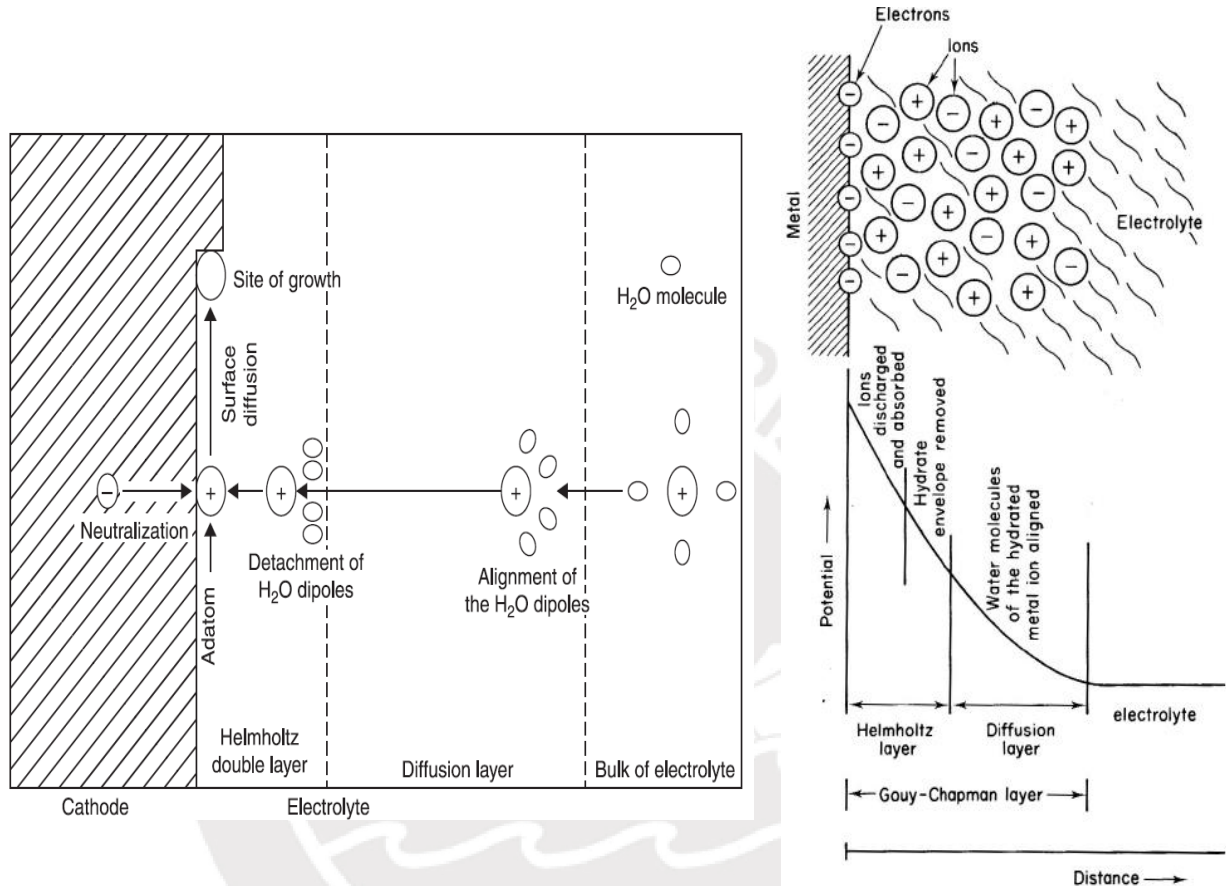 Site of growth
H₂O molecule
Surface
diffusion
−
+
+
+
+
Neutralization
Detachment of
H₂O dipoles
Alignment of
the H₂O dipoles
Adatom
Helmholtz
double layer
Diffusion layer
Bulk of electrolyte
Cathode
Electrolyte
Electrons
Ions
Metal
Electrolyte
Potential
Ions
discharged
and absorbed
Hydrate
envelope removed
Water molecules
of the hydrated
metal ion aligned
Helmholtz
layer
Diffusion
layer
electrolyte
Gouy-Chapman layer
Distance